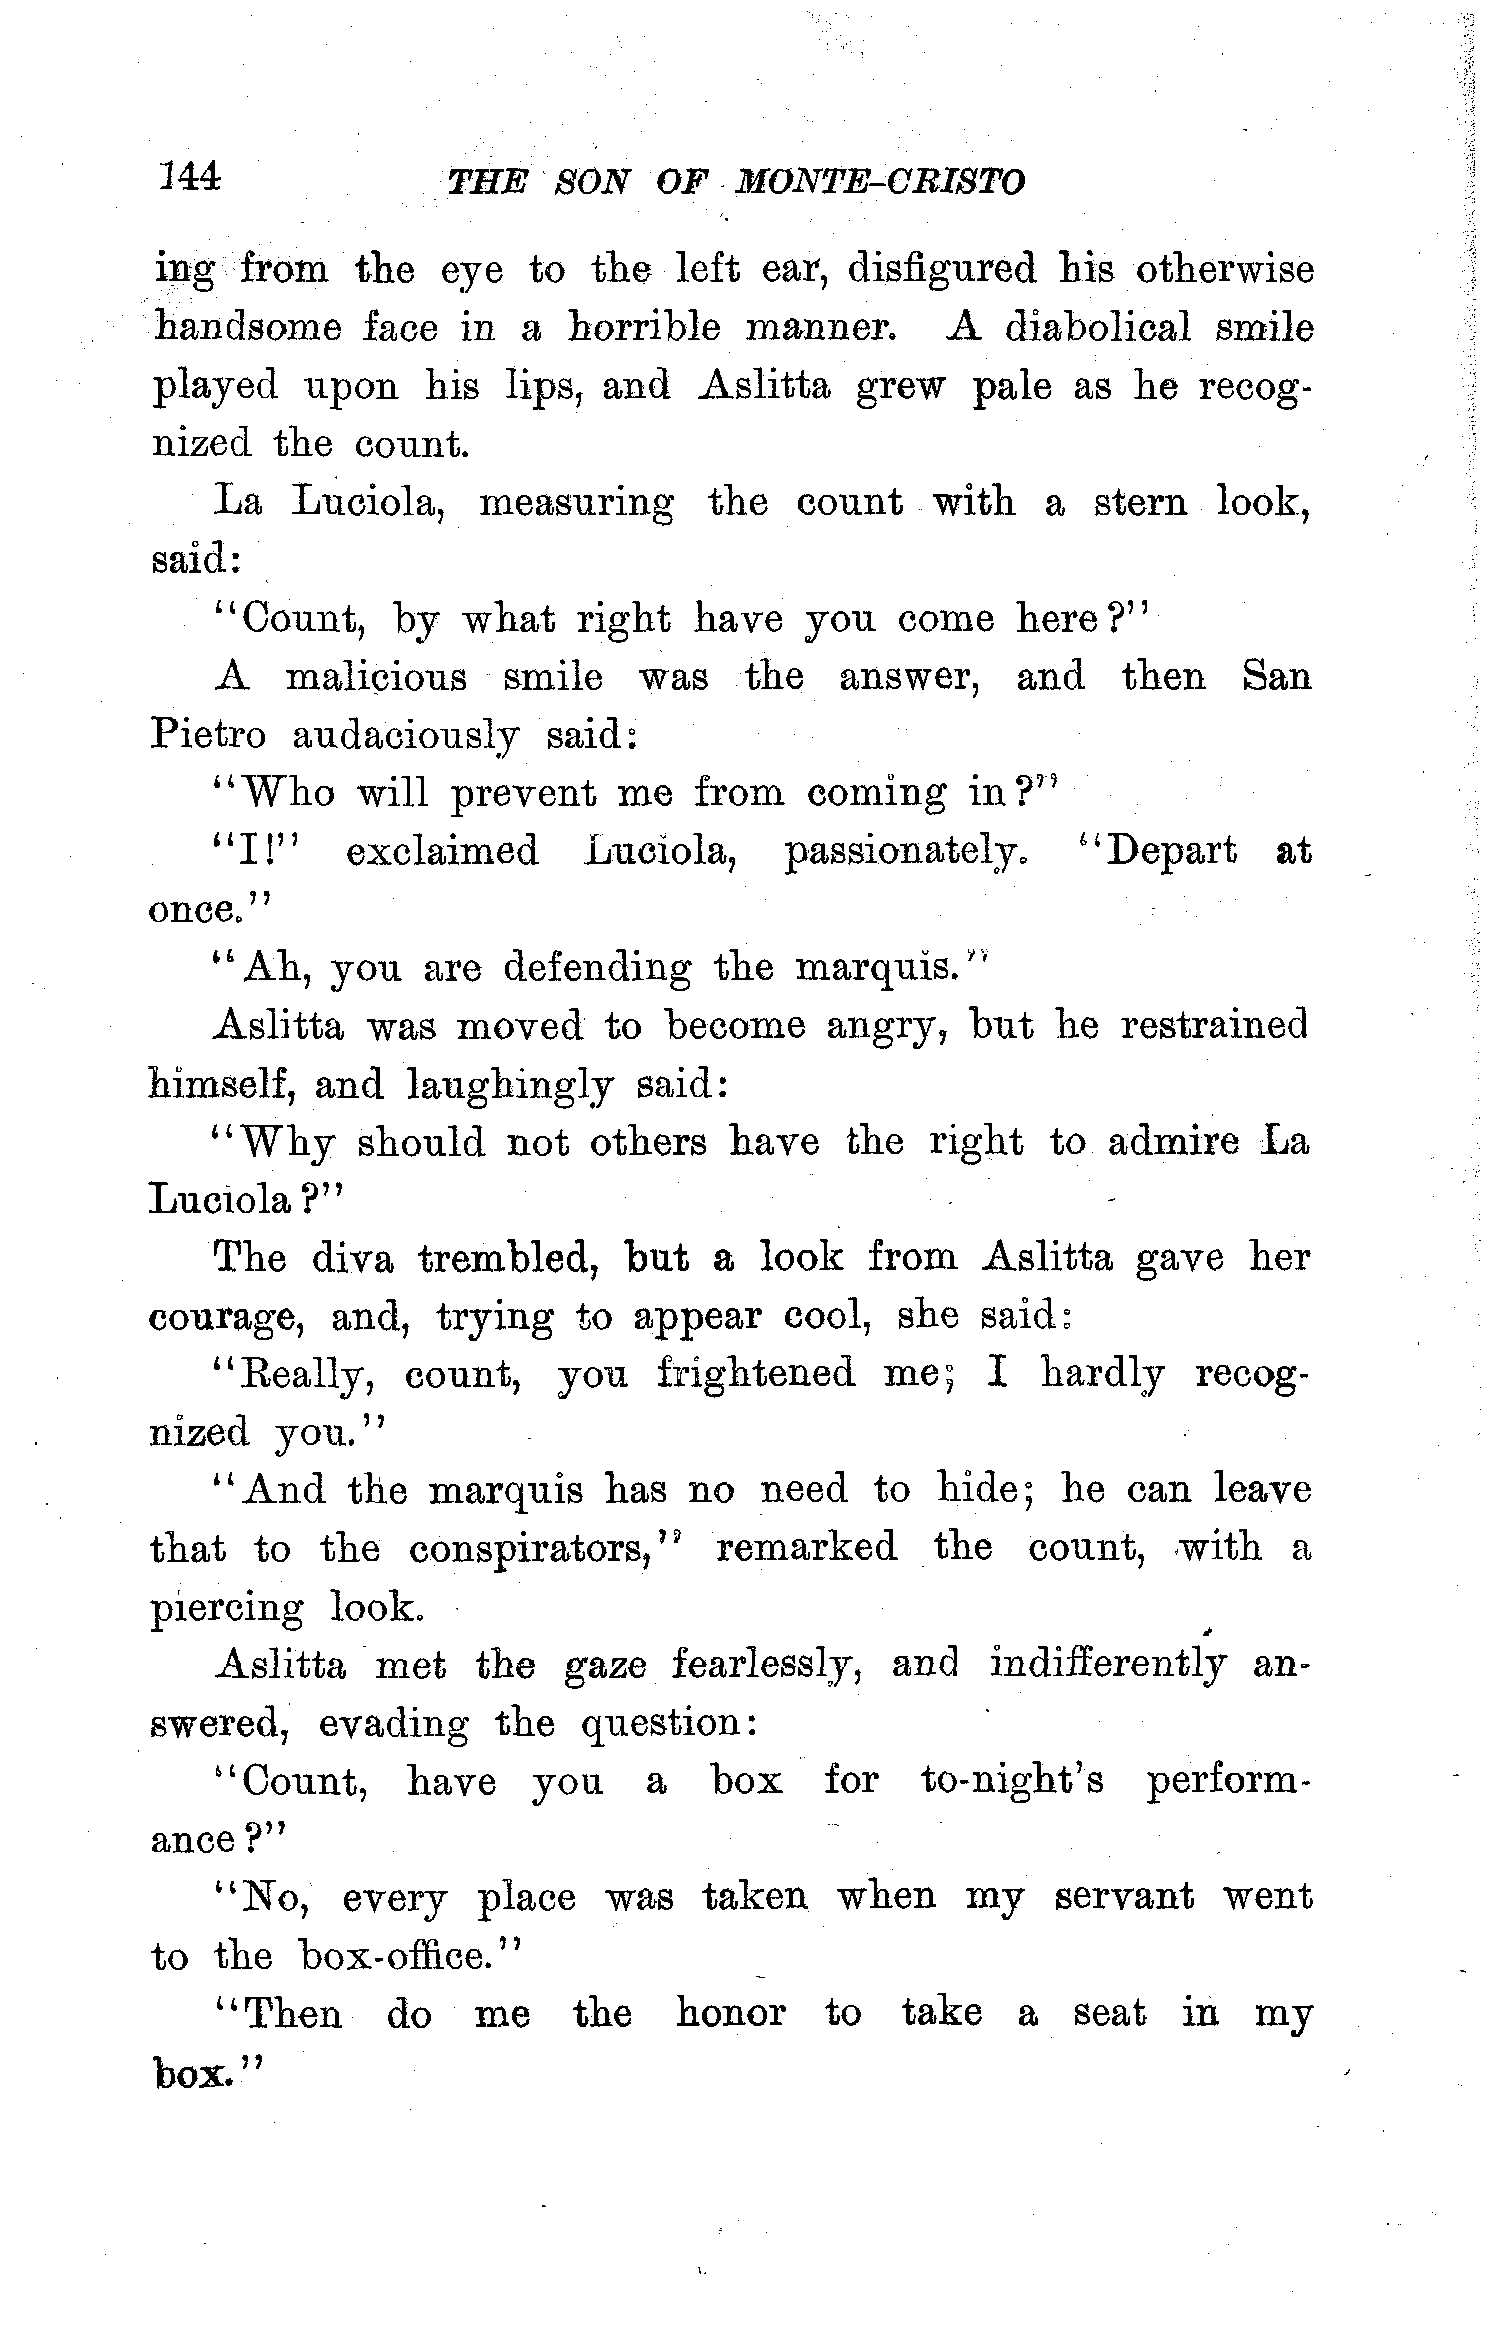 144 THE SON OF MONTE-CRISTO
ing from the eye to the left ear, disfigured his otherwise
handsome face in a horrible manner. A diabolical smile
played upon his lips, and Aslitta grew pale as he recog-
nized the count.
La Luciola, measuring the count with a stern look,
said:
"Count, by what right have you come here?"
A malicious smile was the answer, and then San
Pietro audaciously said:
"Who will prevent me from coming in?"
"I!" exclaimed Luciola, passionately. "Depart at
once."
"Ah, you are defending the marquis."
Aslitta was moved to become angry, but he restrained
himself, and laughingly said:
"Why should not others have the right to admire La
Luciola?"
The diva trembled, but a look from Aslitta gave her
courage, and, trying to appear cool, she said:
"Really, count, you frightened me; I hardly recog-
nized you."
"And the marquis has no need to hide; he can leave
that to the conspirators," remarked the count, with a
piercing look.
Aslitta met the gaze fearlessly, and indifferently an-
swered, evading the question:
"Count, have you a box for to-night's perform-
ance?"
"No, every place was taken when my servant went
to the box-office."
"Then do me the honor to take a seat in my
box."